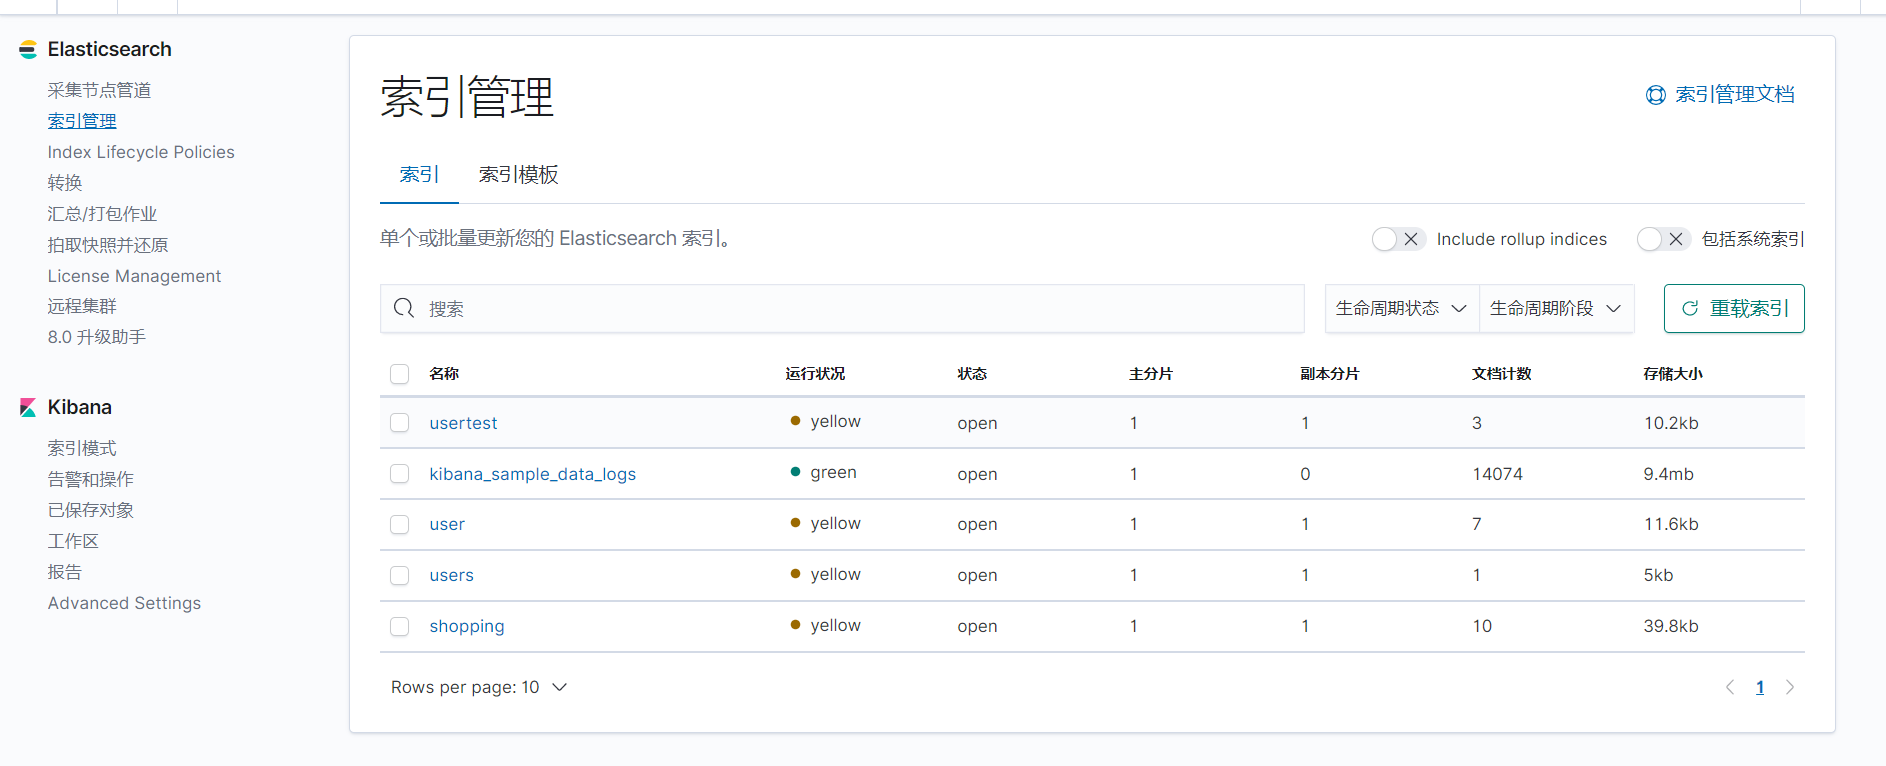 Elasticsearch
采集节点管道
索引管理
Index Lifecycle Policies
转换
汇总/打包作业
拍取快照并还原
License Management
远程集群
8.0 升级助手
Kibana
索引模式
告警和操作
已保存对象
工作区
报告
Advanced Settings
索引管理
索引管理文档
索引 索引模板
单个或批量更新您的 Elasticsearch 索引。 Include rollup indices 包括系统索引
搜索 生命周期状态 生命周期阶段 重载索引
名称 运行状况 状态 主分片 副本分片 文档计数 存储大小
usertest yellow open 1 1 3 10.2kb
kibana_sample_data_logs green open 1 0 14074 9.4mb
user yellow open 1 1 7 11.6kb
users yellow open 1 1 1 5kb
shopping yellow open 1 1 10 39.8kb
Rows per page: 10 1